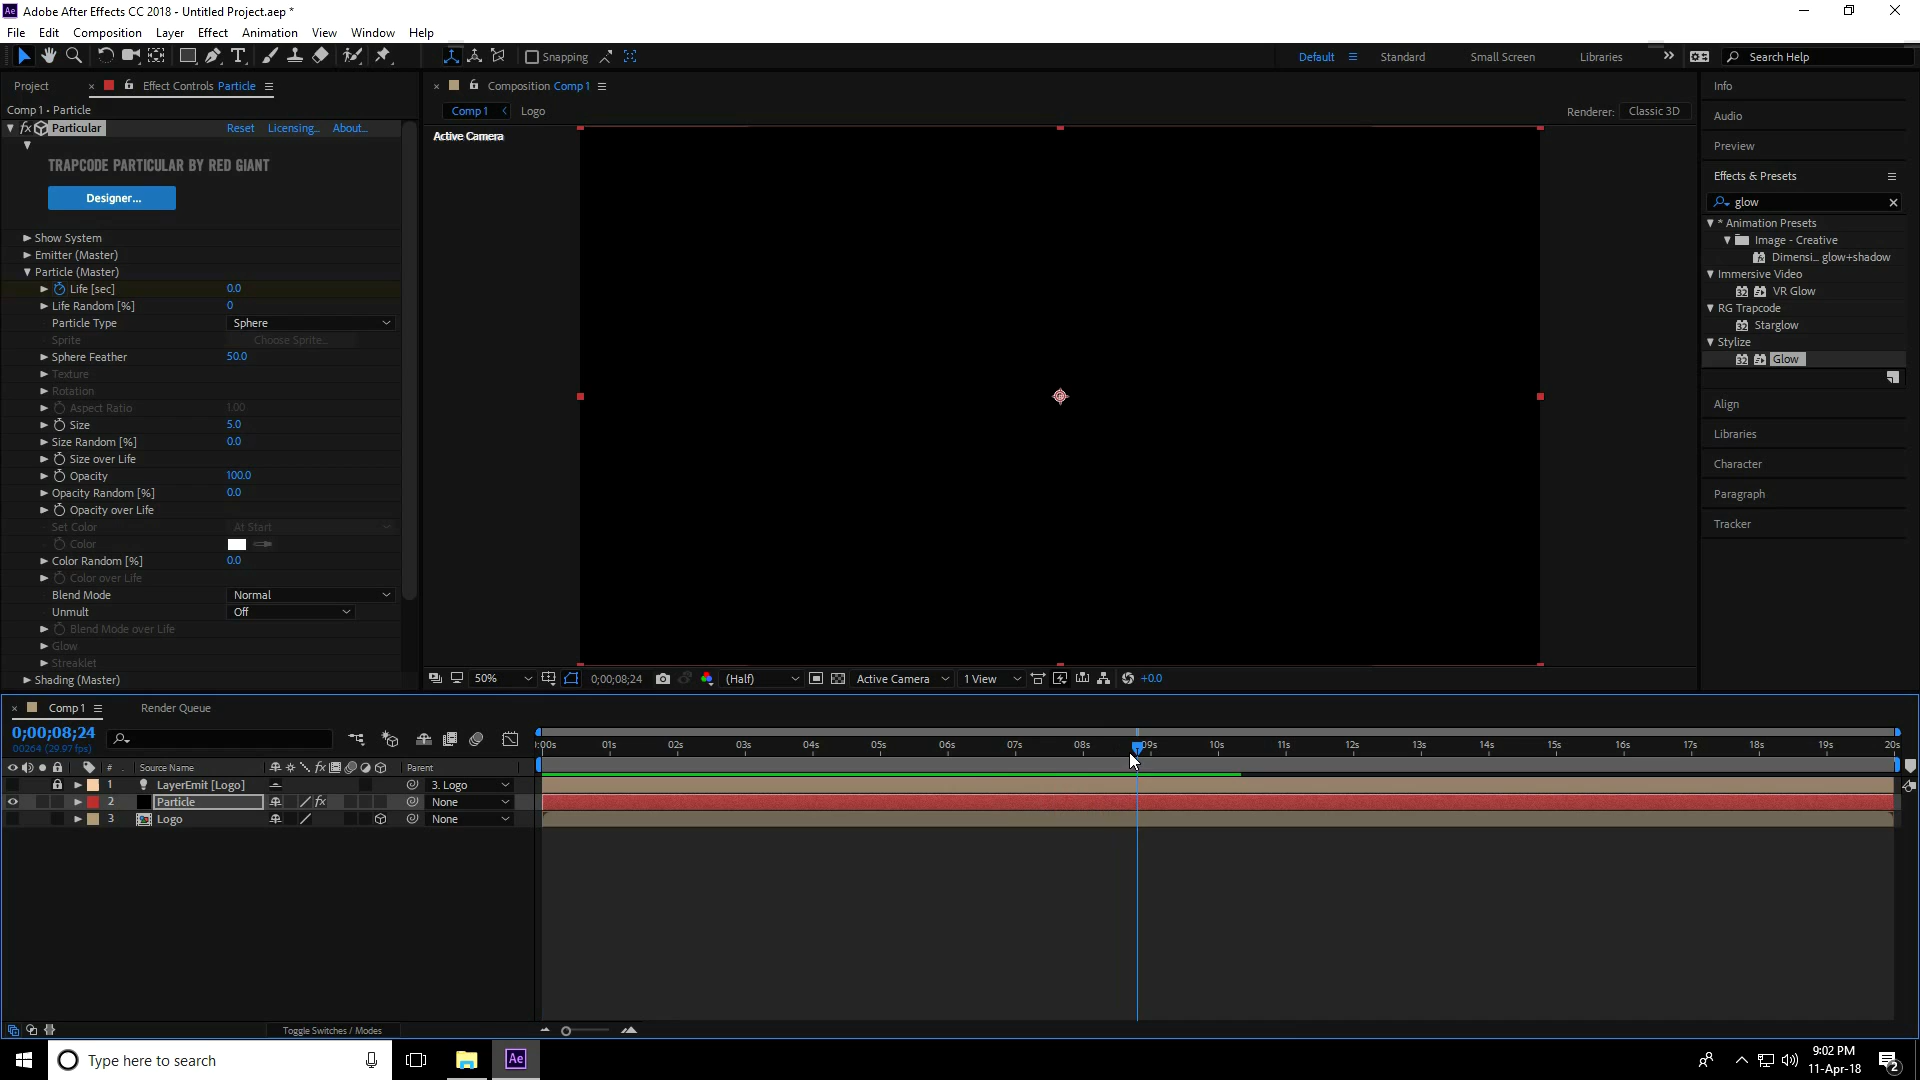 Adobe After Effects CC 2018 - Untitled Project.aep *
File Edit Composition Layer Effect Animation View Window Help
Snapping
Default Standard Small Screen Libraries
Search Help
Project
Effect Controls Particle
Comp 1 • Particle
fx Particular Reset Licensing... About...
TRAPCODE PARTICULAR BY RED GIANT
Designer...
Show System
Emitter (Master)
Particle (Master)
Life [sec] 0.0
Life Random [%] 0
Particle Type Sphere
Sprite Choose Sprite...
Sphere Feather 50.0
Texture
Rotation
Aspect Ratio 1.00
Size 5.0
Size Random [%] 0.0
Size over Life
Opacity 100.0
Opacity Random [%] 0.0
Opacity over Life
Set Color At Start
Color
Color Random [%] 0.0
Color over Life
Blend Mode Normal
Unmult Off
Blend Mode over Life
Glow
Streaklet
Shading (Master)
Composition Comp 1
Comp 1 Logo
Renderer: Classic 3D
Active Camera
50% 0;00;08;24 (Half) Active Camera 1 View +0.0
Info
Audio
Preview
Effects & Presets
glow
* Animation Presets
Image - Creative
Dimensi... glow+shadow
Immersive Video
VR Glow
RG Trapcode
Starglow
Stylize
Glow
Align
Libraries
Character
Paragraph
Tracker
Comp 1 Render Queue
0;00;08;24
00264 (29.97 fps)
:00s 01s 02s 03s 04s 05s 06s 07s 08s 09s 10s 11s 12s 13s 14s 15s 16s 17s 18s 19s 20s
# Source Name fx Parent
1 LayerEmit [Logo] 3. Logo
2 Particle fx None
3 Logo None
Toggle Switches / Modes
Type here to search
Ae
9:02 PM
11-Apr-18
2